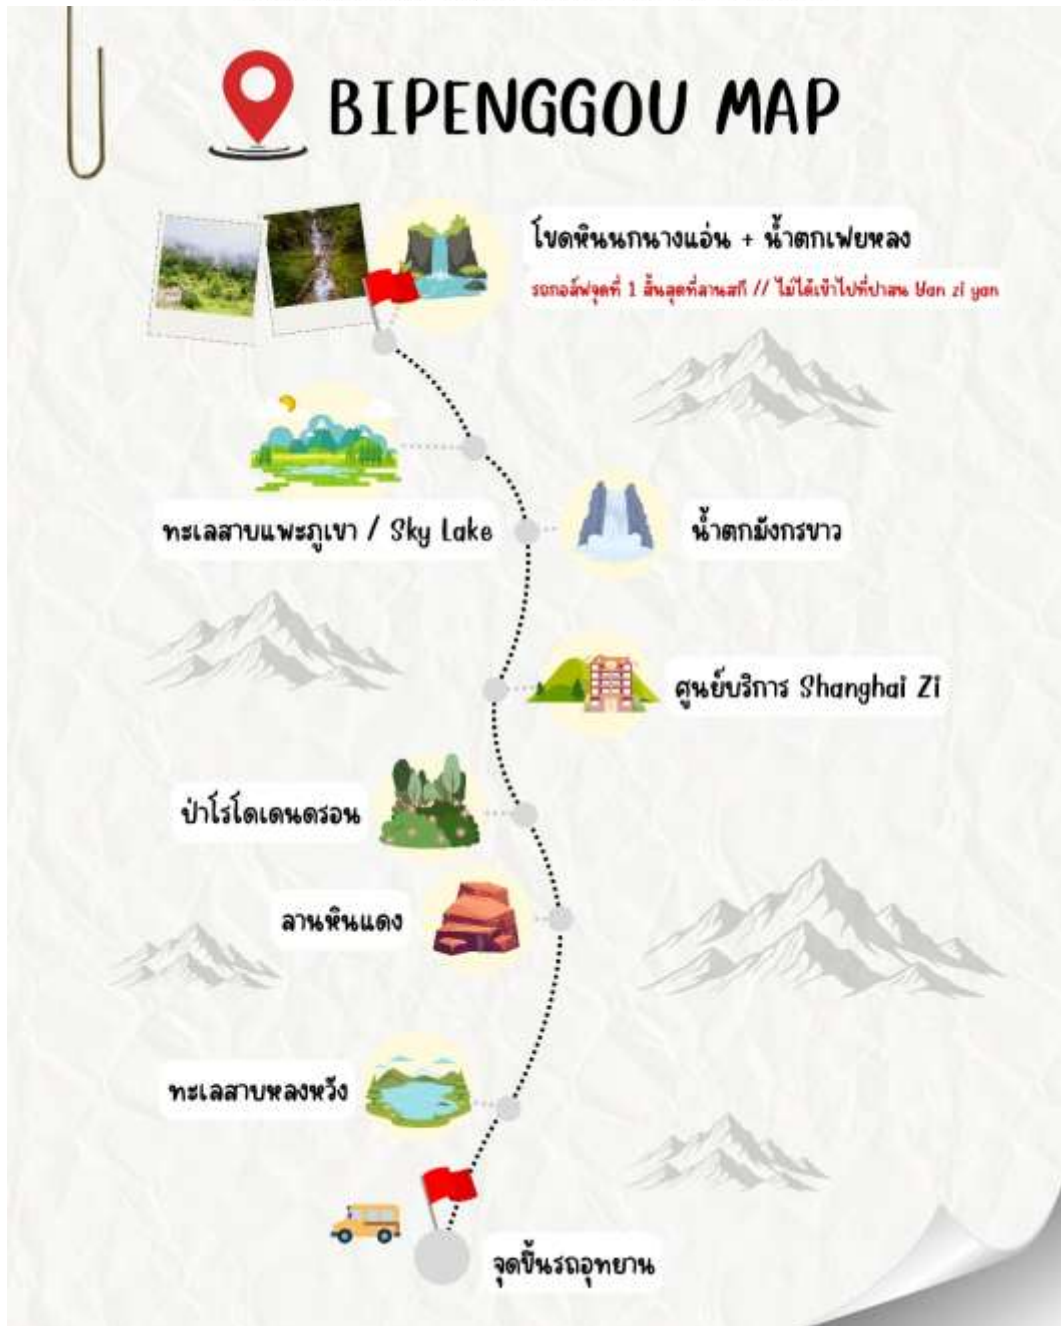 BIPENGGOU MAP
โขดหินนกนางแอ่น + น้ำตกเฟยหลง
รถกอล์ฟจุดที่ 1 สิ้นสุดที่ลานสกี // ไม่ได้เข้าไปที่ปาสน Yan zi yan
ทะเลสาบแพะภูเขา / Sky Lake
น้ำตกมังกรขาว
ศูนย์บริการ Shanghai Zi
ป่าโรโดเดนดรอน
ลานหินแดง
ทะเลสาบหลงหวัง
จุดขึ้นรถอุทยาน